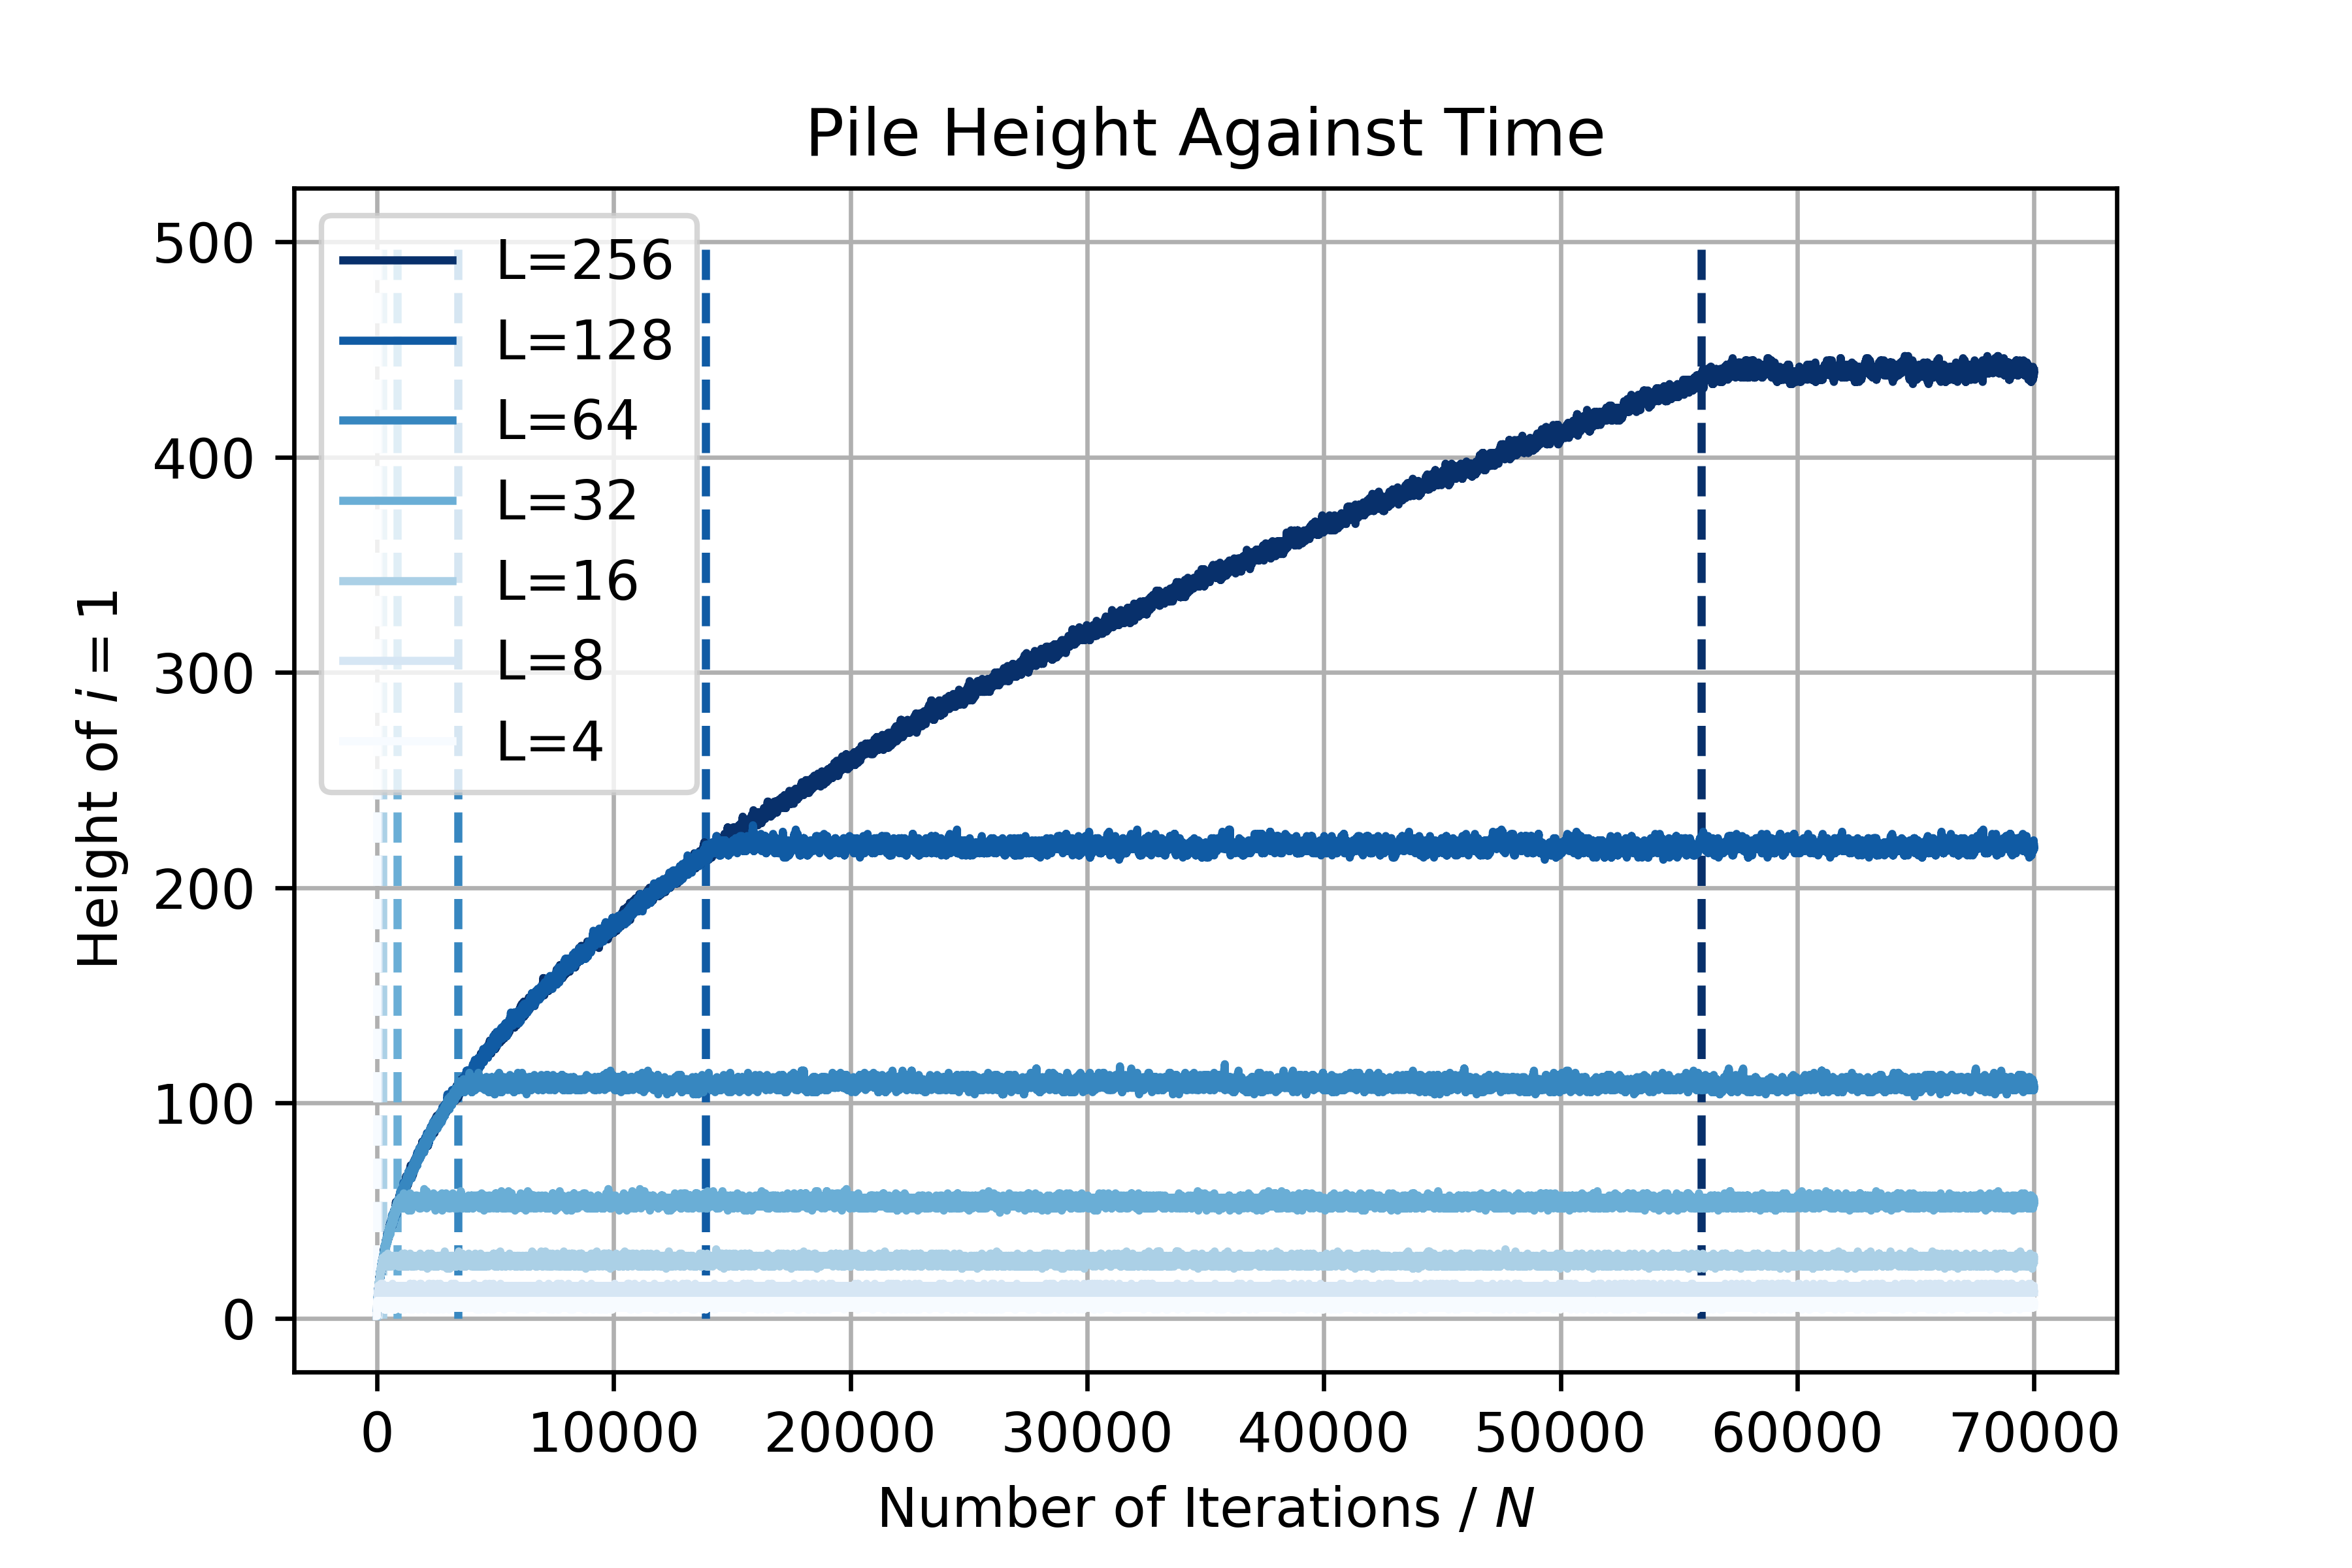 Pile Height Against Time
500
400
300
200
100
0
Height of i = 1
L=256
L=128
L=64
L=32
L=16
L=8
L=4
0 10000 20000 30000 40000 50000 60000 70000
Number of Iterations / N